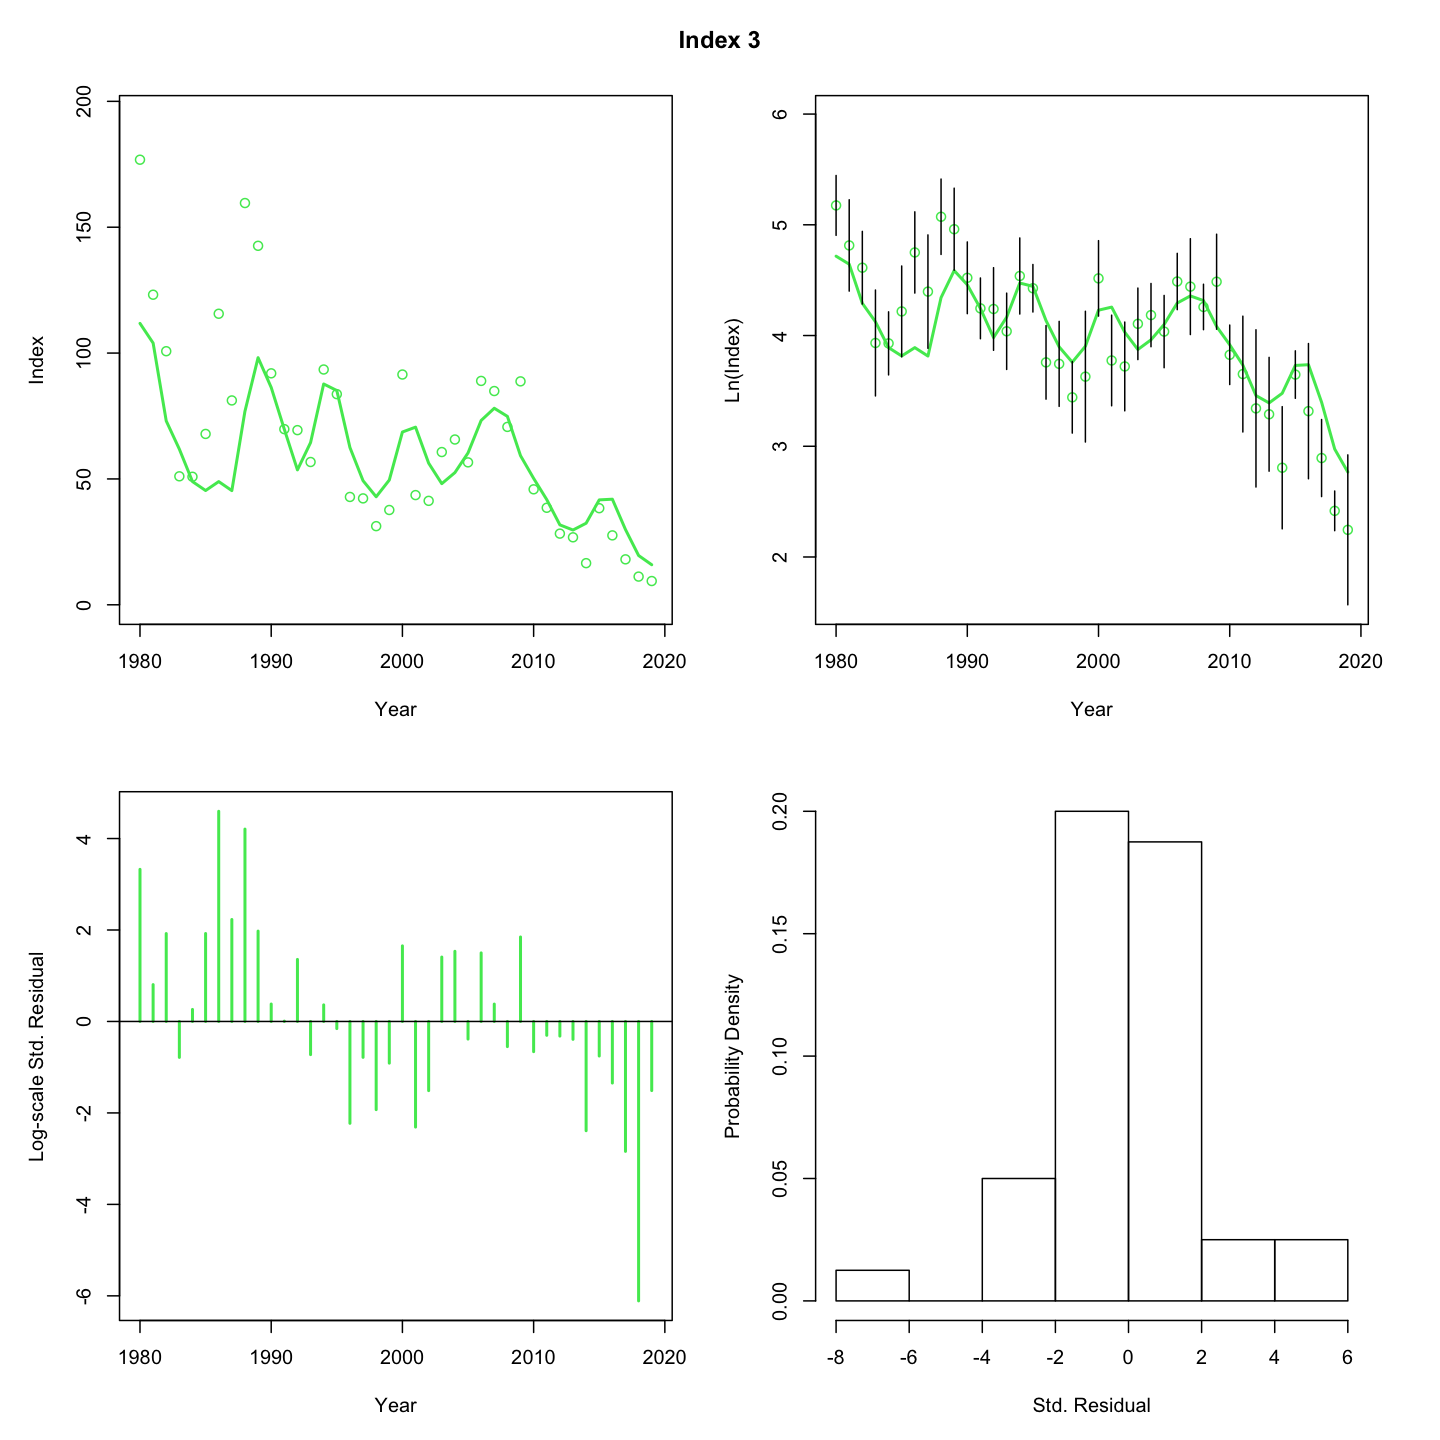 Index 3
200
150
100
50
0
Index
1980 1990 2000 2010 2020
Year
6
5
4
3
2
Ln(Index)
1980 1990 2000 2010 2020
Year
4
2
0
-2
-4
-6
Log-scale Std. Residual
1980 1990 2000 2010 2020
Year
0.20
0.15
0.10
0.05
0.00
Probability Density
-8 -6 -4 -2 0 2 4 6
Std. Residual